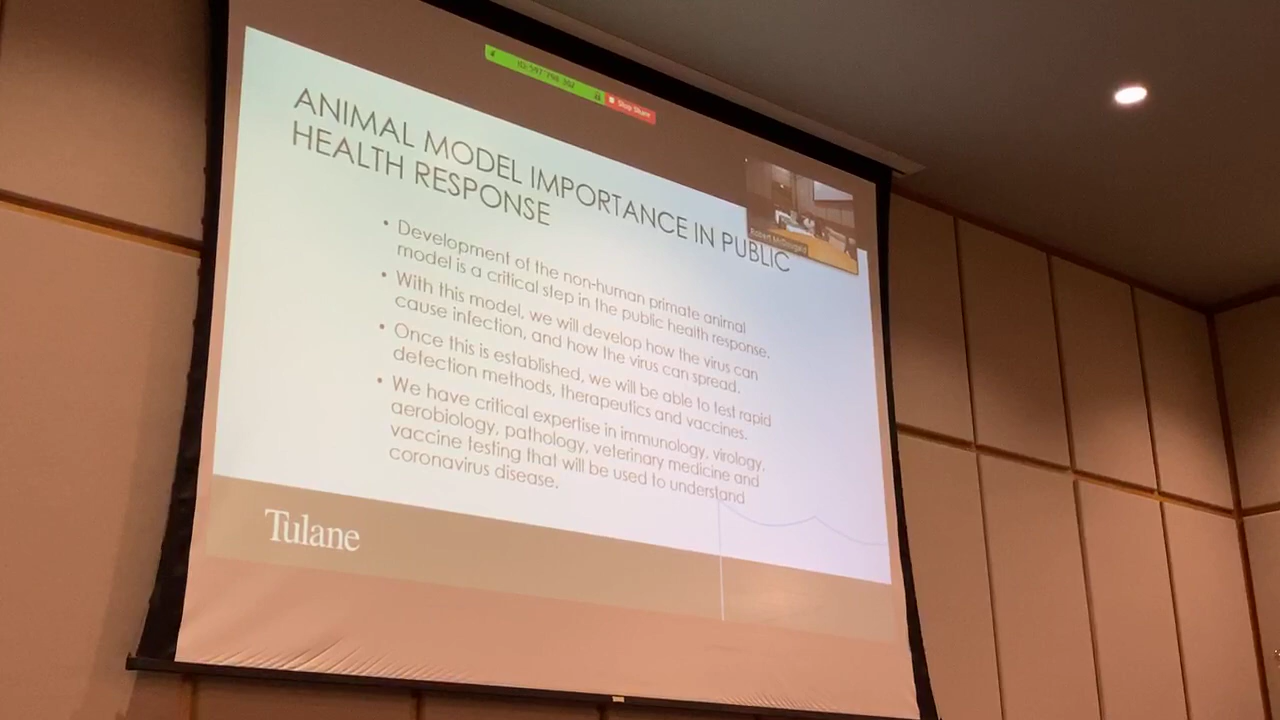 ID: 597-798-302
Stop Share
ANIMAL MODEL IMPORTANCE IN PUBLIC
HEALTH RESPONSE
• Development of the non-human primate animal
model is a critical step in the public health response.
• With this model, we will develop how the virus can
cause infection, and how the virus can spread.
• Once this is established, we will be able to test rapid
detection methods, therapeutics and vaccines.
• We have critical expertise in immunology, virology,
aerobiology, pathology, veterinary medicine and
vaccine testing that will be used to understand
coronavirus disease.
Tulane